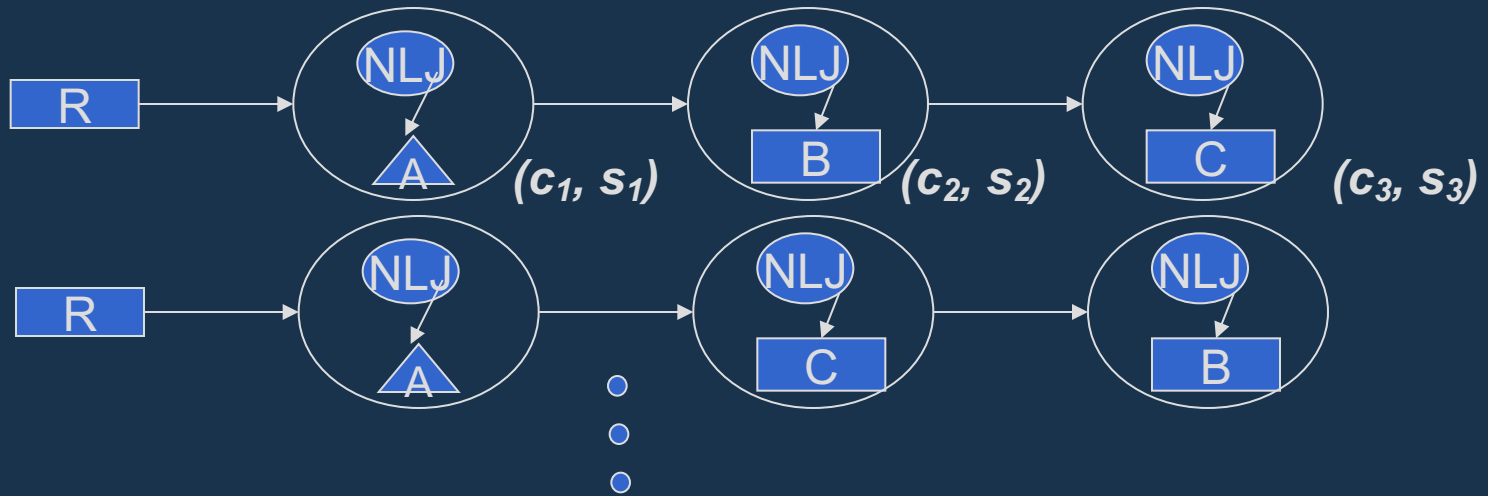 NLJ NLJ NLJ
R
A B C
(c₁, s₁) (c₂, s₂) (c₃, s₃)
NLJ NLJ NLJ
R
A C B